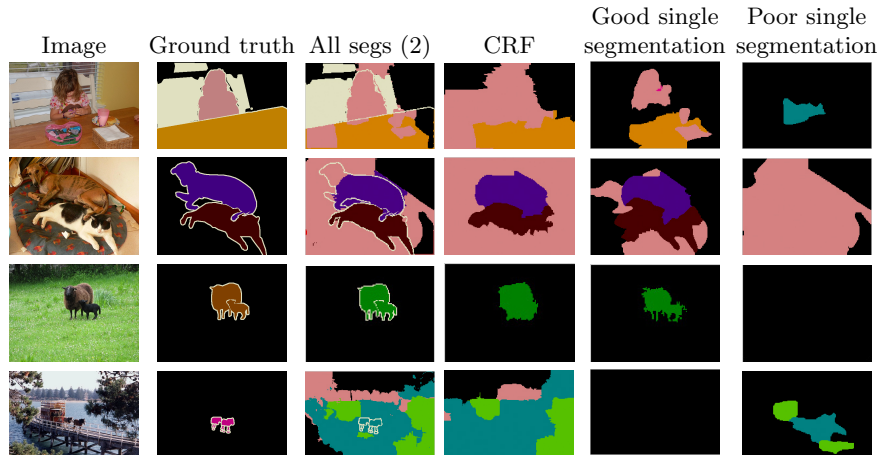 Image
Ground truth
All segs (2)
CRF
Good single
segmentation
Poor single
segmentation